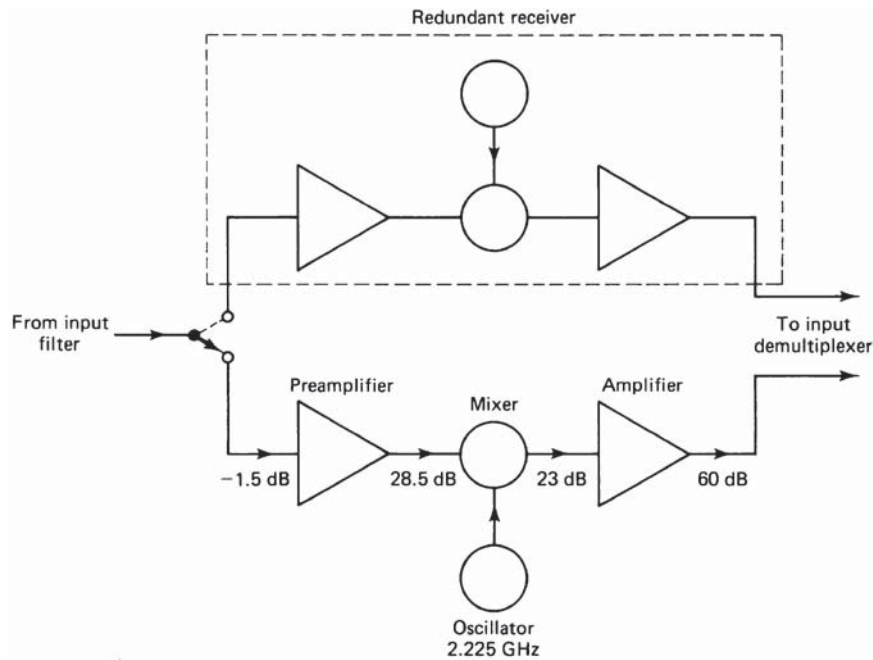 Redundant receiver
From input
filter
To input
demultiplexer
Preamplifier
Mixer
Amplifier
−1.5 dB
28.5 dB
23 dB
60 dB
Oscillator
2.225 GHz